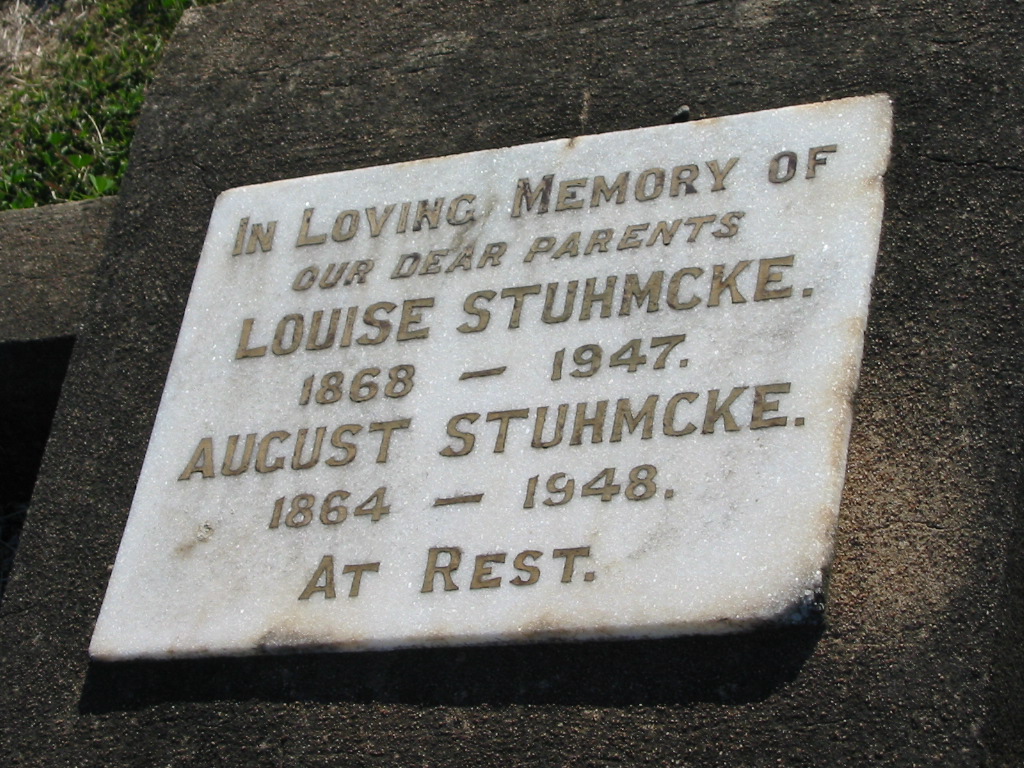 In Loving Memory of
OUR DEAR PARENTS
LOUISE STUHMCKE.
1868 — 1947.
AUGUST STUHMCKE.
1864 — 1948.
At Rest.